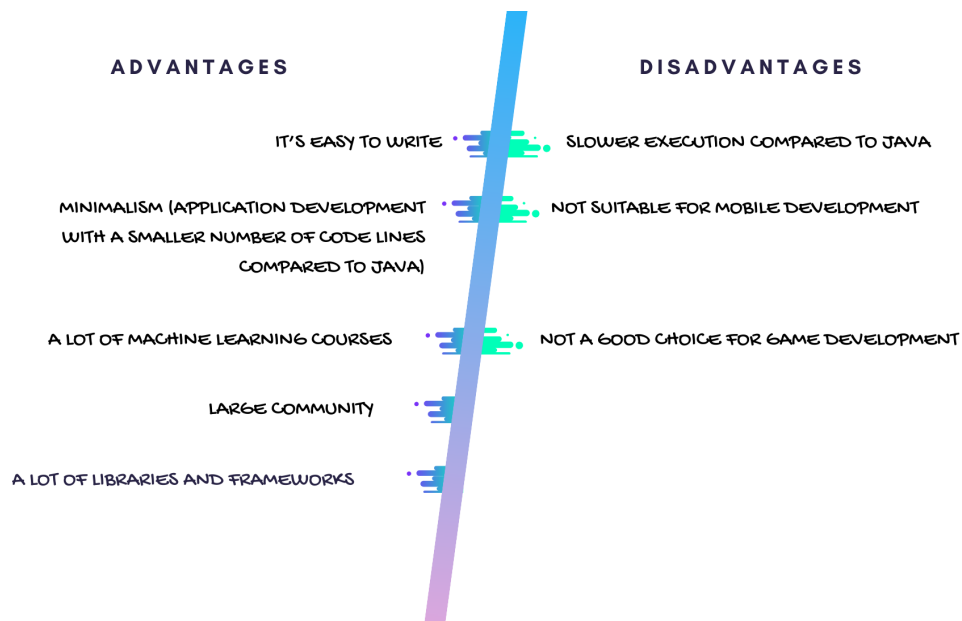 ADVANTAGES
DISADVANTAGES
IT'S EASY TO WRITE
SLOWER EXECUTION COMPARED TO JAVA
MINIMALISM (APPLICATION DEVELOPMENT
WITH A SMALLER NUMBER OF CODE LINES
COMPARED TO JAVA)
NOT SUITABLE FOR MOBILE DEVELOPMENT
A LOT OF MACHINE LEARNING COURSES
NOT A GOOD CHOICE FOR GAME DEVELOPMENT
LARGE COMMUNITY
A LOT OF LIBRARIES AND FRAMEWORKS